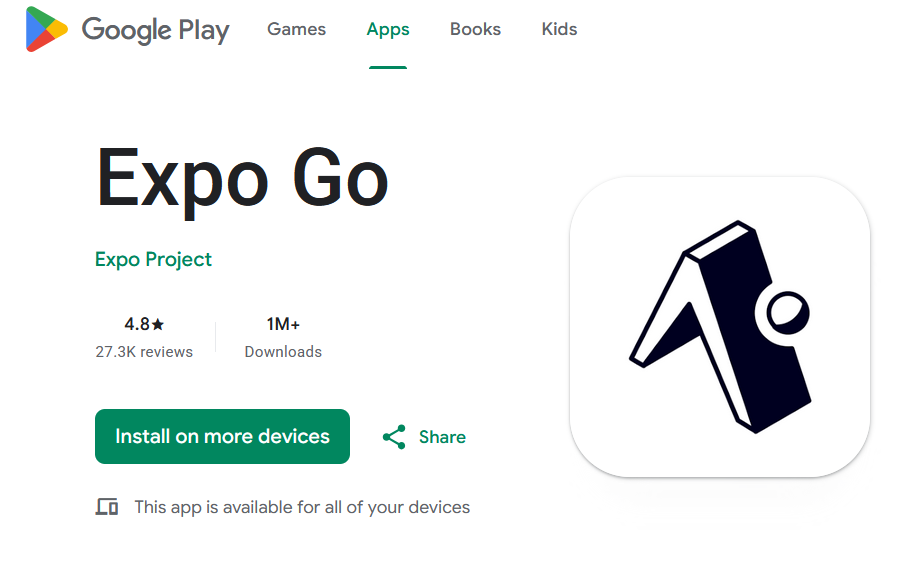 Google Play Games Apps Books Kids
Expo Go
Expo Project
4.8★ 1M+
27.3K reviews Downloads
Install on more devices Share
This app is available for all of your devices